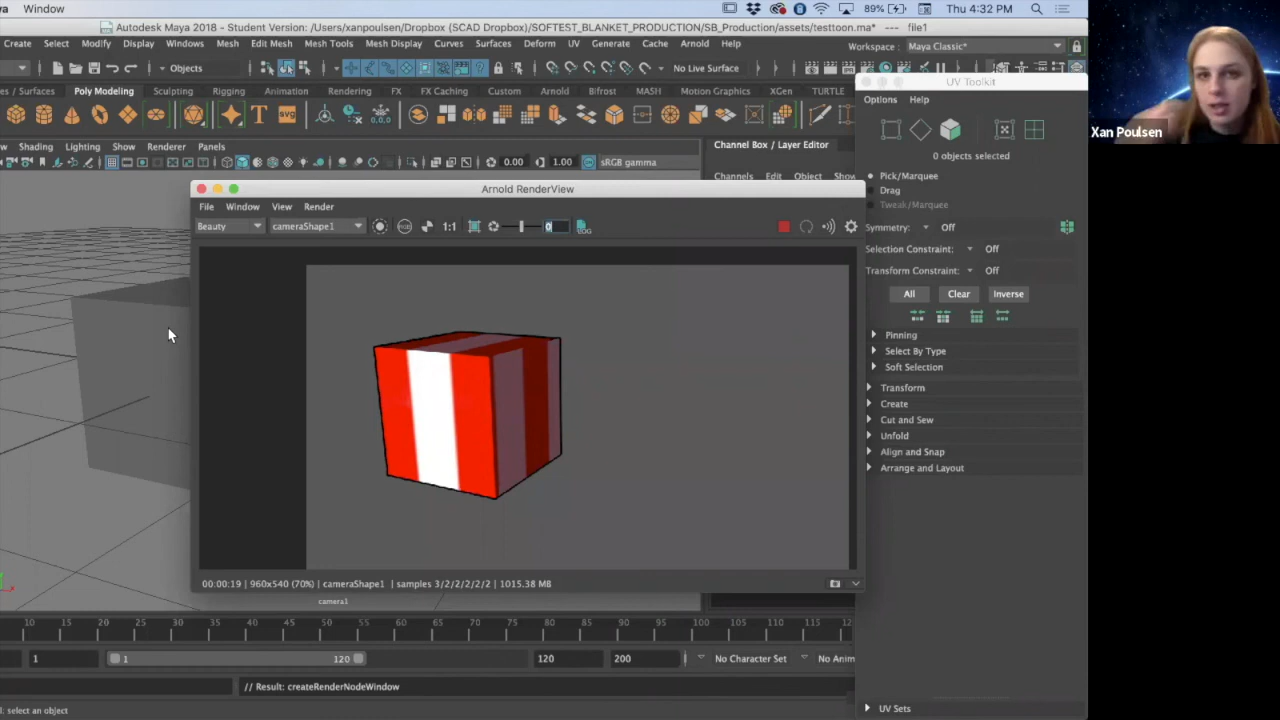 Window
89%
Thu 4:32 PM
Autodesk Maya 2018 - Student Version: /Users/xanpoulsen/Dropbox (SCAD Dropbox)/SOFTEST_BLANKET_PRODUCTION/SB_Production/assets/testtoon.ma* --- file1
Create Select Modify Display Windows Mesh Edit Mesh Mesh Tools Mesh Display Curves Surfaces Deform UV Generate Cache Arnold Help
Workspace: Maya Classic*
Objects
No Live Surface
/ Surfaces Poly Modeling Sculpting Rigging Animation Rendering FX FX Caching Custom Arnold Bifrost MASH Motion Graphics XGen TURTLE
UV Toolkit
Options Help
Xan Poulsen
Shading Lighting Show Renderer Panels
Channel Box / Layer Editor
0.00 1.00 sRGB gamma
0 objects selected
Channels Edit Object Show
Pick/Marquee
Drag
Tweak/Marquee
Arnold RenderView
File Window View Render
Beauty cameraShape1 1:1 0
LOG
Symmetry: Off
Selection Constraint: Off
Transform Constraint: Off
All Clear Inverse
Pinning
Select By Type
Soft Selection
Transform
Create
Cut and Sew
Unfold
Align and Snap
Arrange and Layout
00:00:19 | 960x540 (70%) | cameraShape1 | samples 3/2/2/2/2/2 | 1015.38 MB
camera1
10 15 20 25 30 35 40 45 50 55 60 65 70 75 80 85 90 95 100 105 110 115 12
1 1 120 120 200 No Character Set No Anim
// Result: createRenderNodeWindow
: select an object
UV Sets